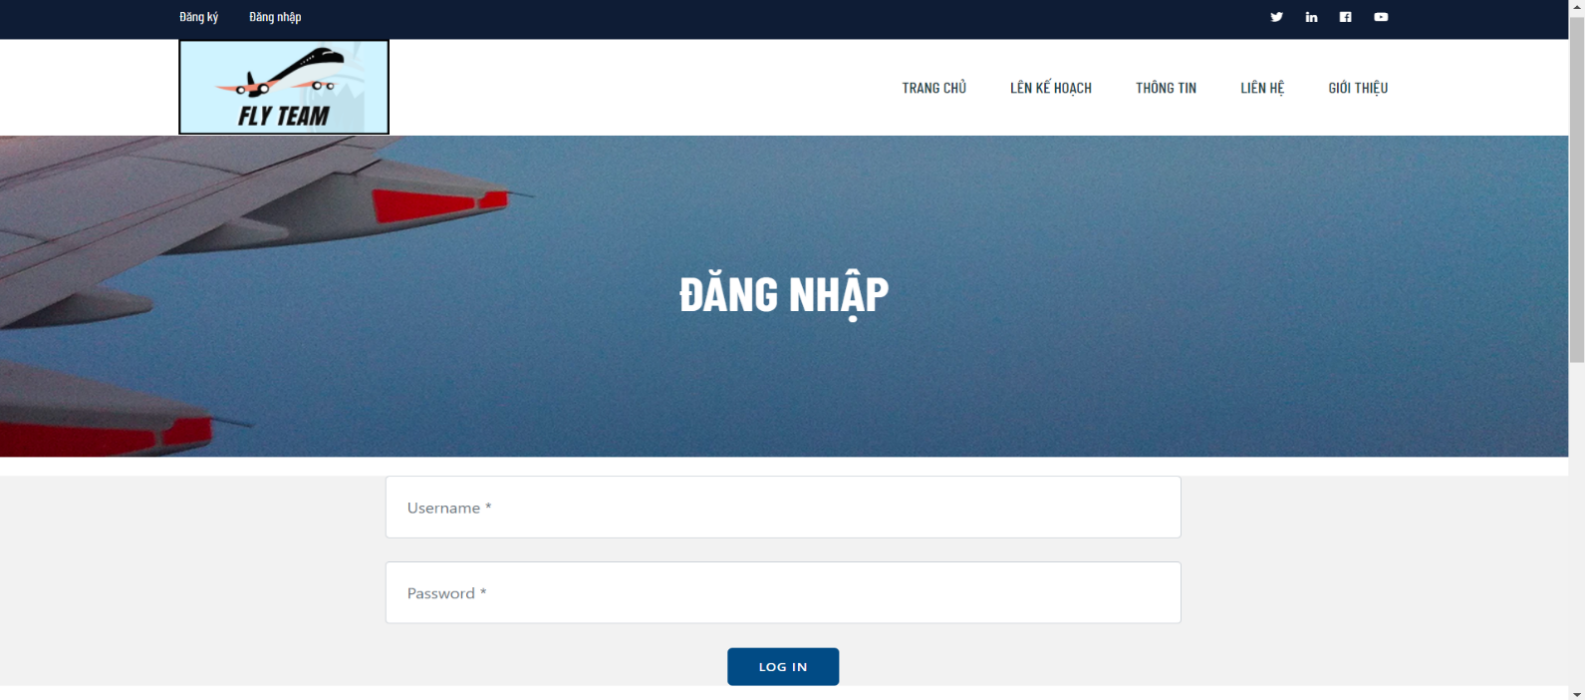 Đăng ký Đăng nhập
FLY TEAM
TRANG CHỦ LÊN KẾ HOẠCH THÔNG TIN LIÊN HỆ GIỚI THIỆU
ĐĂNG NHẬP
Username *
Password *
LOG IN